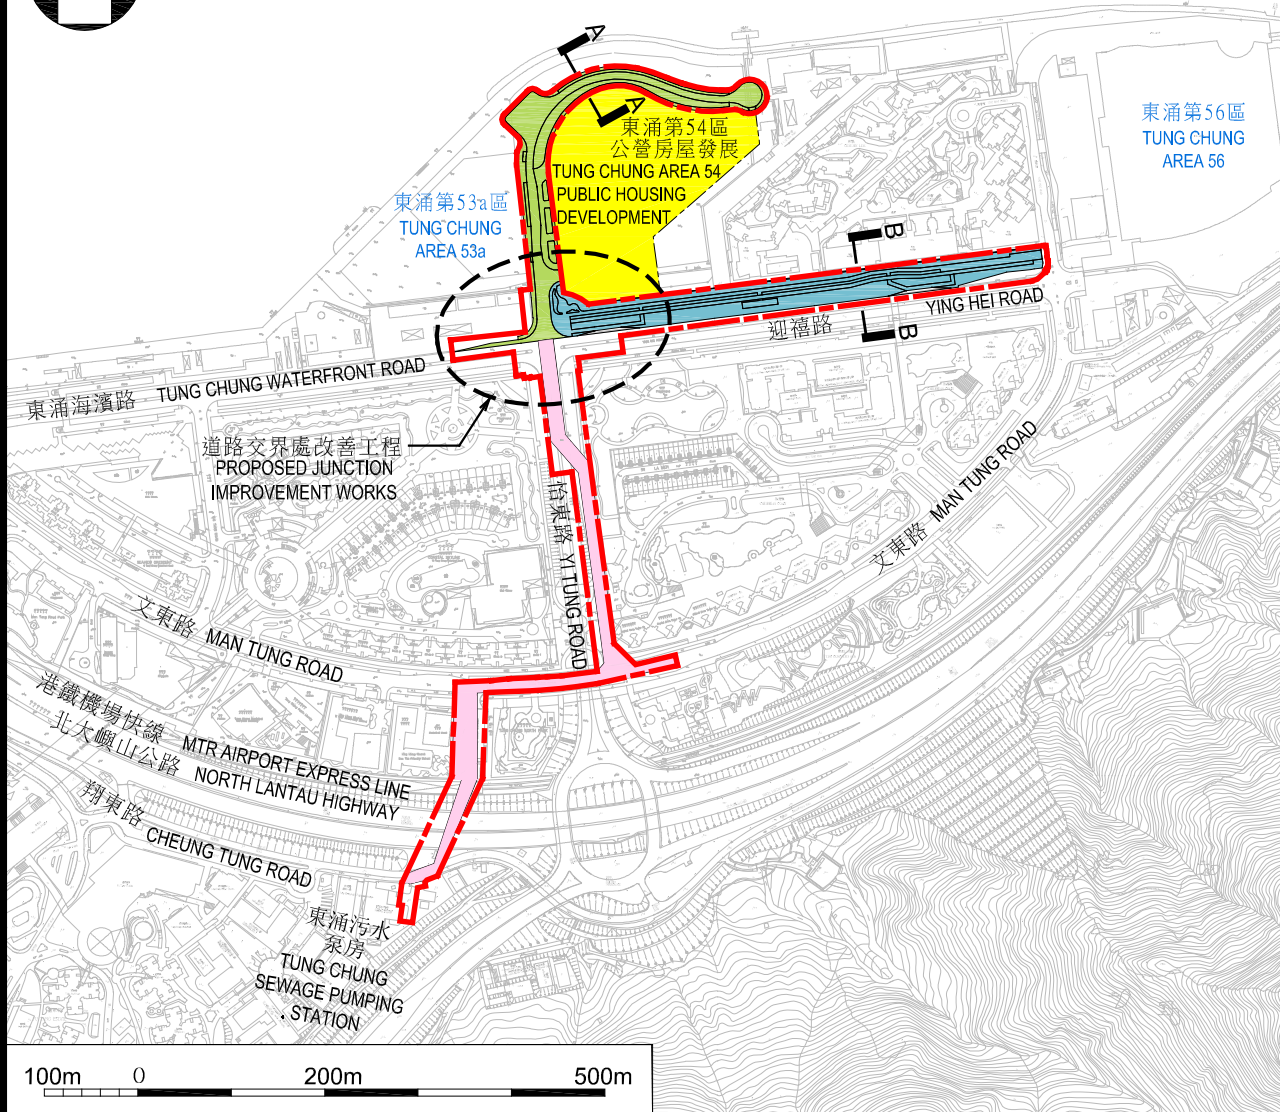 A
A
東涌第54區
公營房屋發展
TUNG CHUNG AREA 54
PUBLIC HOUSING
DEVELOPMENT
東涌第56區
TUNG CHUNG
AREA 56
東涌第53a區
TUNG CHUNG
AREA 53a
B
B
迎禧路
YING HEI ROAD
東涌海濱路 TUNG CHUNG WATERFRONT ROAD
道路交界處改善工程
PROPOSED JUNCTION
IMPROVEMENT WORKS
怡東路 YI TUNG ROAD
文東路 MAN TUNG ROAD
文東路 MAN TUNG ROAD
港鐵機場快線 MTR AIRPORT EXPRESS LINE
北大嶼山公路 NORTH LANTAU HIGHWAY
翔東路 CHEUNG TUNG ROAD
東涌污水
泵房
TUNG CHUNG
SEWAGE PUMPING
STATION
100m 0 200m 500m